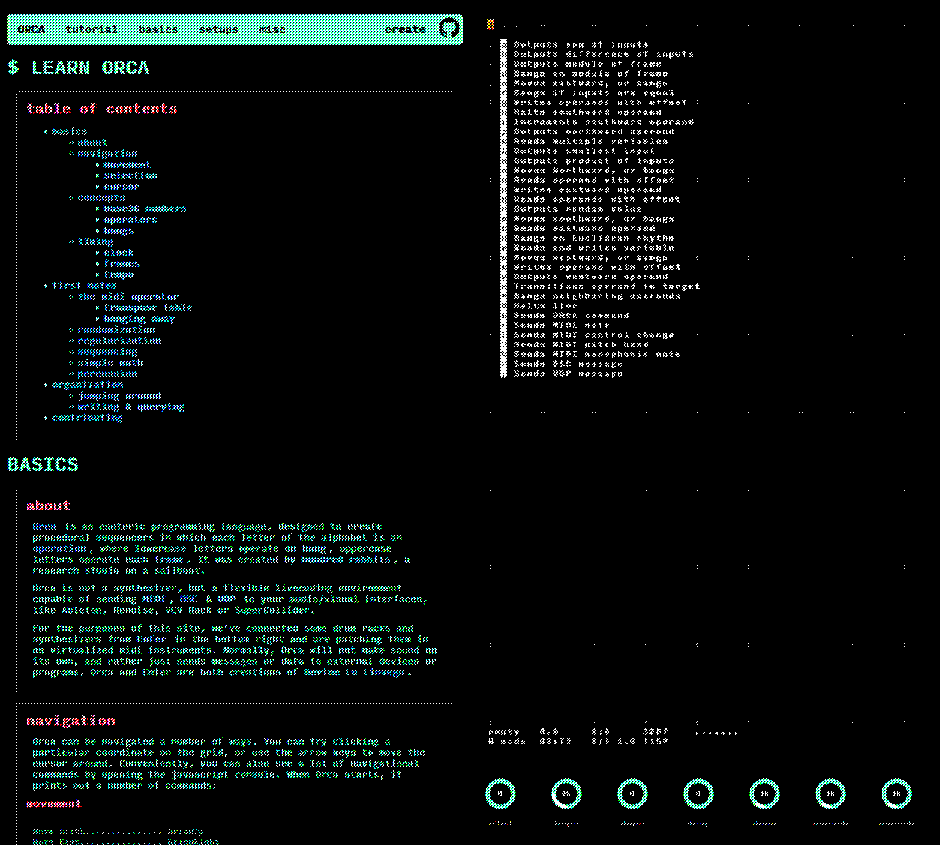 ORCA tutorial basics setups misc create
$ LEARN ORCA
table of contents
basics
about
navigation
movement
selection
cursor
concepts
base36 numbers
operators
bangs
timing
clock
frames
tempo
first notes
the midi operator
transpose table
banging away
randomization
regularization
sequencing
simple math
percussion
organization
jumping around
writing & querying
contributing
BASICS
about
Orca is an esoteric programming language, designed to create
procedural sequencers in which each letter of the alphabet is an
operation, where lowercase letters operate on bang, uppercase
letters operate each frame. It was created by hundred rabbits, a
research studio on a sailboat.
Orca is not a synthesizer, but a flexible livecoding environment
capable of sending MIDI, OSC & UDP to your audio/visual interfaces,
like Ableton, Renoise, VCV Rack or SuperCollider.
For the purposes of this site, we've connected some drum racks and
synthesizers from Enfer in the bottom right and are patching them in
as virtualized midi instruments. Normally, Orca will not make sound on
its own, and rather just sends messages or data to external devices or
programs. Orca and Enfer are both creations of Devine Lu Linvega.
navigation
Orca can be navigated a number of ways. You can try clicking a
particular coordinate on the grid, or use the arrow keys to move the
cursor around. Conveniently, you can also see a list of navigational
commands by opening the javascript console. When Orca starts, it
prints out a number of commands:
movement
Move North.............. ArrowUp
Move East............... ArrowRight
Outputs sum of inputs
Outputs difference of inputs
Outputs modulo of frame
Bangs on modulo of frame
Moves eastward, or bangs
Bangs if inputs are equal
Writes operands with offset
Halts southward operand
Increments southward operand
Outputs northward operand
Reads multiple variables
Outputs smallest input
Outputs product of inputs
Moves Northward, or bangs
Reads operand with offset
Writes eastward operand
Reads operands with offset
Outputs random value
Moves southward, or bangs
Reads eastward operand
Bangs on Euclidean rhythm
Reads and writes variable
Moves westward, or bangs
Writes operand with offset
Outputs westward operand
Transitions operand to target
Bangs neighboring operands
Halts line
Sends ORCA command
Sends MIDI note
Sends MIDI control change
Sends MIDI pitch bend
Sends MIDI monophonic note
Sends OSC message
Sends UDP message